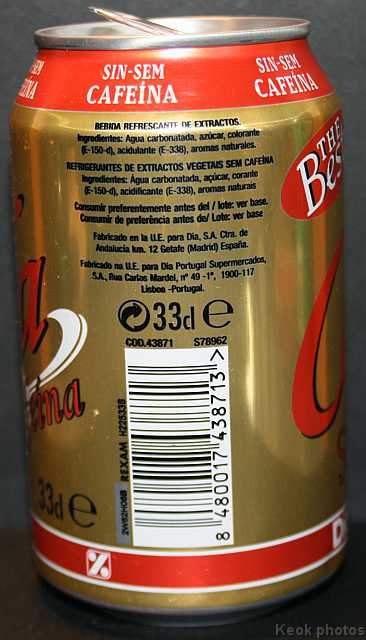 SIN-SEM
CAFEÍNA
SIN-SEM
CAFEÍNA
THE
BEBIDA REFRESCANTE DE EXTRACTOS.
Ingredientes: Agua carbonatada, azúcar, colorante
(E-150-d), acidulante (E-338), aromas naturales.
REFRIGERANTES DE EXTRACTOS VEGETAIS SEM CAFEÍNA
Ingredientes: Água carbonatada, açúcar, corante
(E-150-d), acidificante (E-338), aromas naturais
Consumir preferentemente antes del / lote: ver base
Consumir de preferência antes de/ Lote: ver base
Fabricado en la U.E. para Dia, S.A. Ctra. de
Andalucía km. 12 Getafe (Madrid) España.
Fabricado na U.E. para Dia Portugal Supermercados,
S.A., Rua Carlos Mardel, nº 49 -1º, 1900-117
Lisboa -Portugal.
33cl e
COD.43871 S78962
REXAM H22533S
8 480017 438713 >
33cl e
Keok photos